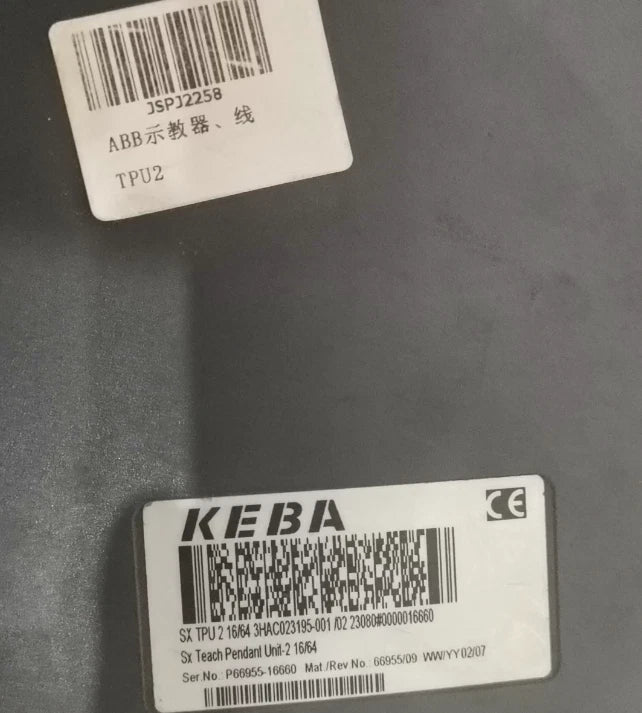 JSPJ2258
ABB示教器、线
TPU2
KEBA CE
SX TPU 2 16/64 3HAC023195-001 /02 23080#0000016660
Sx Teach Pendant Unit-2 16/64
Ser.No.: P66955-16660 Mat./Rev No.: 66955/09 WW/YY 02/07